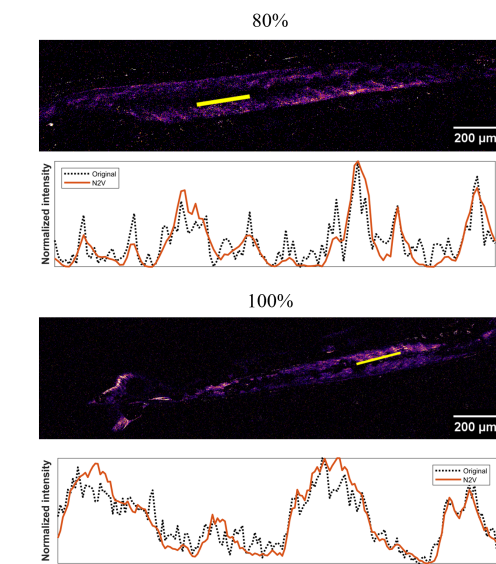 80%
200 µm
Normalized intensity
Original
N2V
100%
200 µm
Normalized intensity
Original
N2V